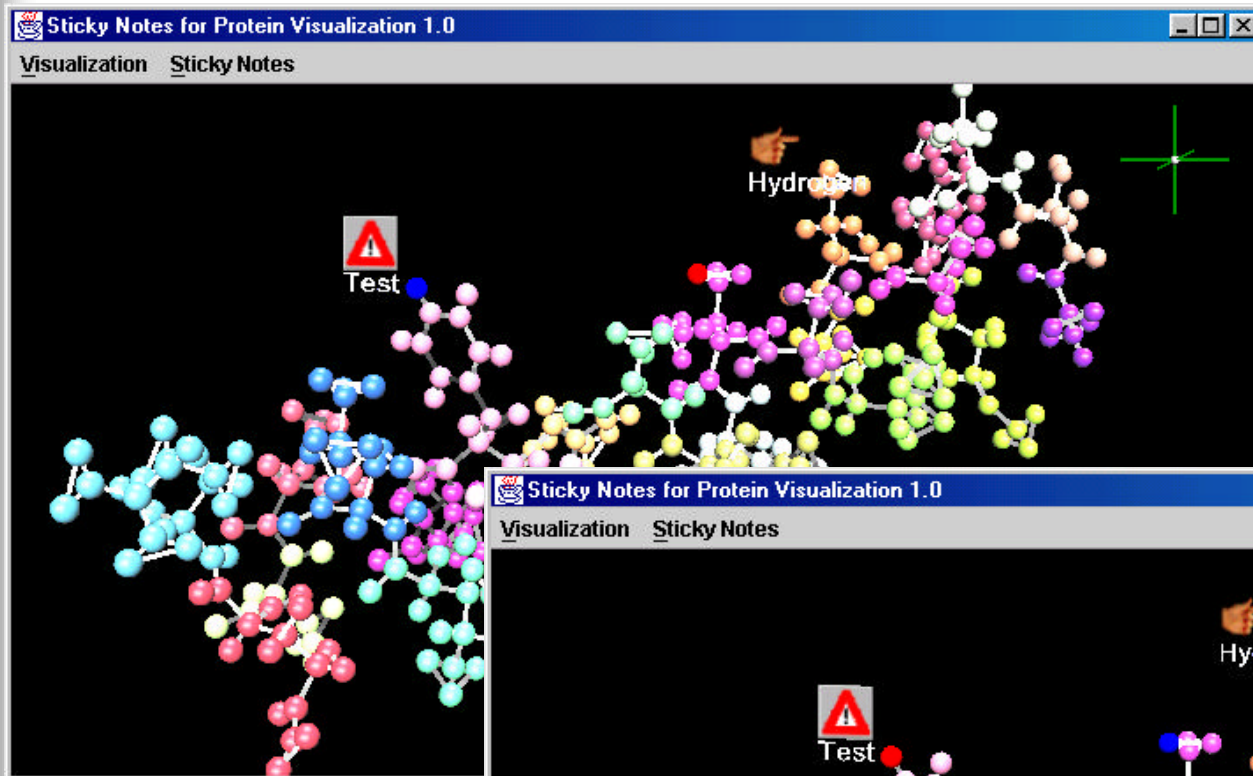 Sticky Notes for Protein Visualization 1.0
Visualization Sticky Notes
Hydrogen
Test
Sticky Notes for Protein Visualization 1.0
Visualization Sticky Notes
Hy
Test